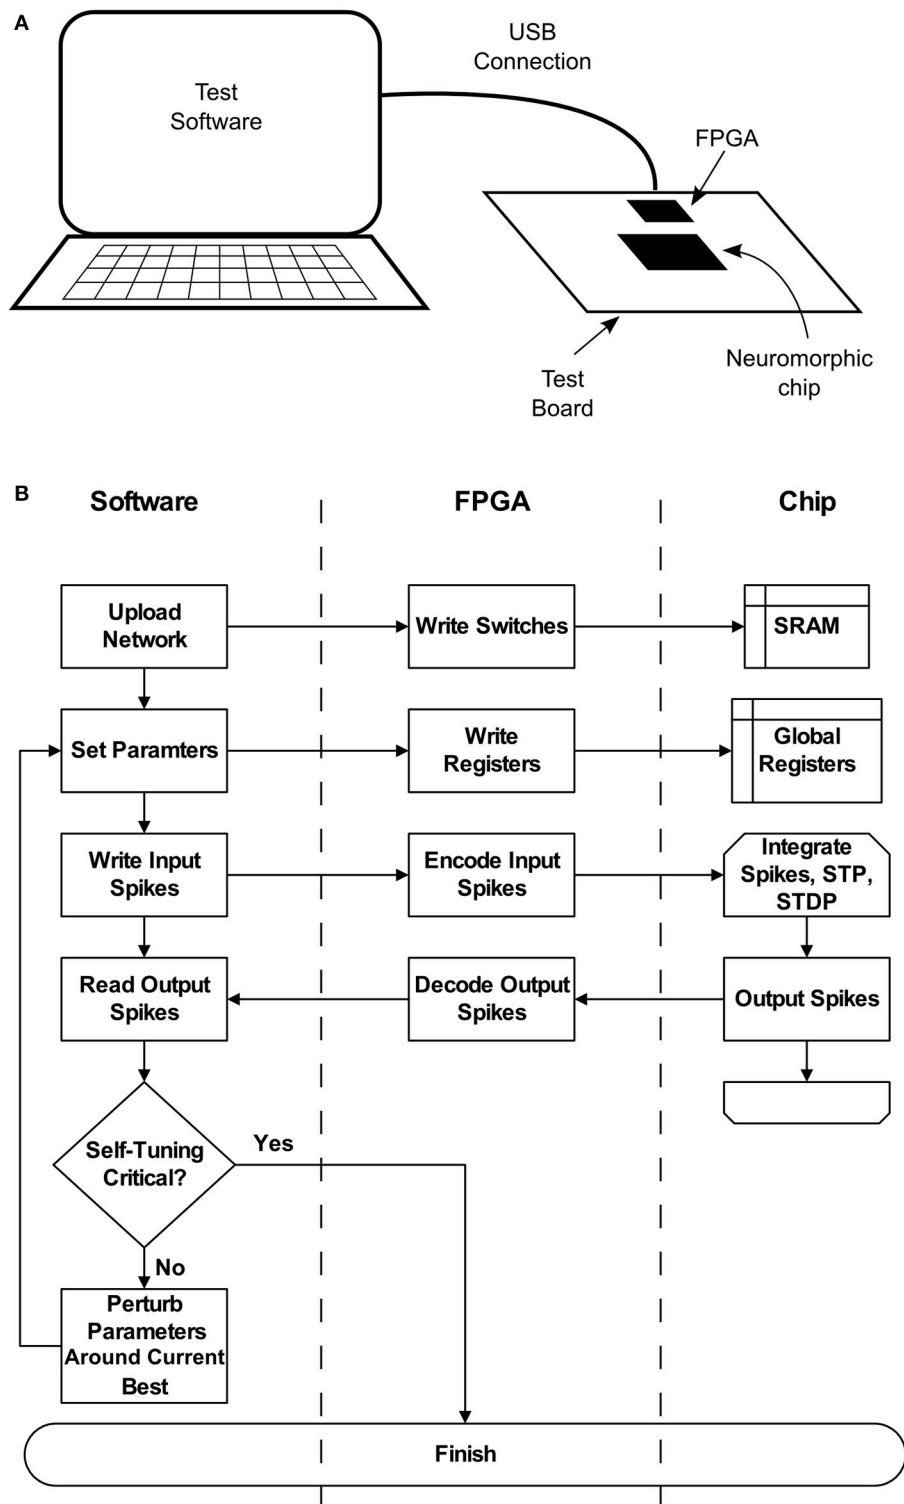 A
Test
Software
USB
Connection
FPGA
Neuromorphic
chip
Test
Board
B
Software
FPGA
Chip
Upload
Network
Write Switches
SRAM
Set Paramters
Write
Registers
Global
Registers
Write Input
Spikes
Encode Input
Spikes
Integrate
Spikes, STP,
STDP
Read Output
Spikes
Decode Output
Spikes
Output Spikes
Self-Tuning
Critical?
Yes
No
Perturb
Parameters
Around Current
Best
Finish